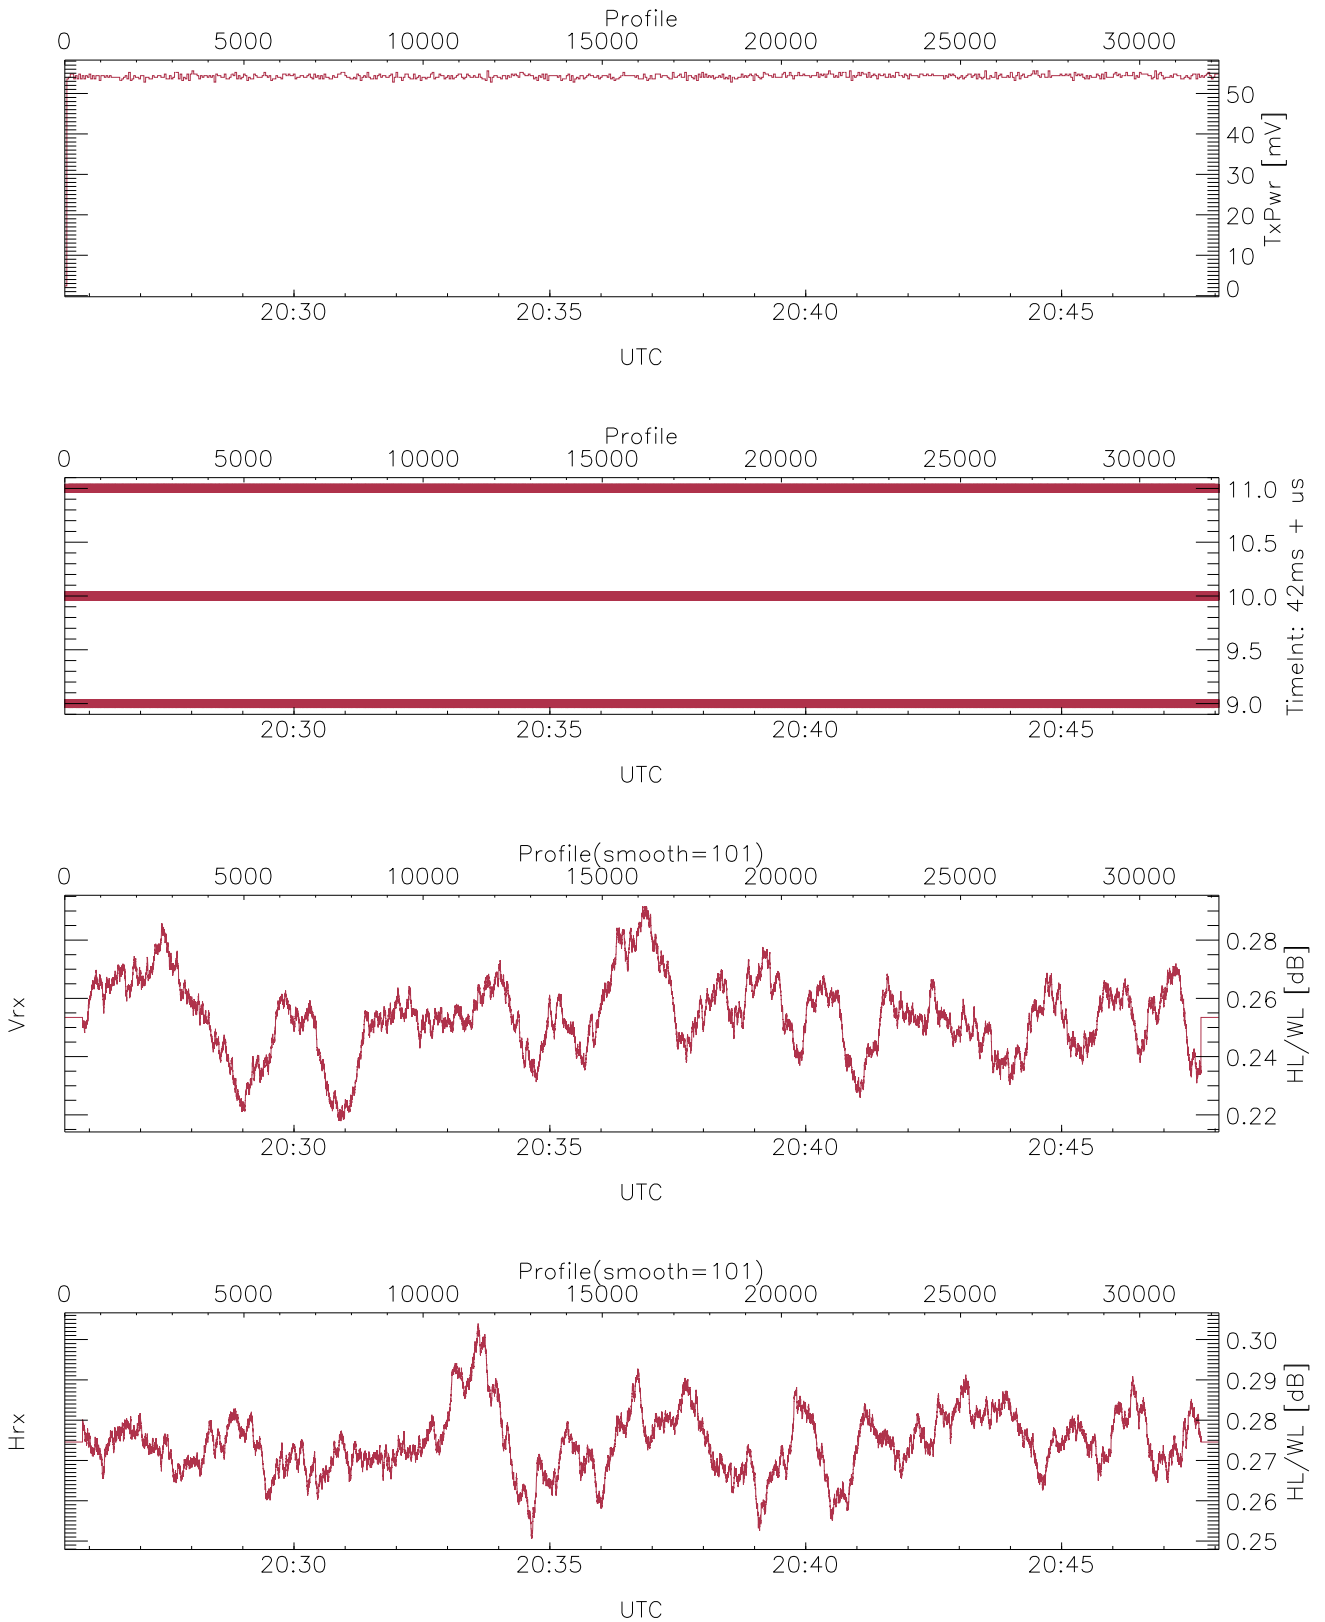 Profile
0 5000 10000 15000 20000 25000 30000
50
40
30
20
10
0
TxPwr [mV]
20:30 20:35 20:40 20:45
UTC
Profile
0 5000 10000 15000 20000 25000 30000
11.0
10.5
10.0
9.5
9.0
TimeInt: 42ms + us
20:30 20:35 20:40 20:45
UTC
Profile(smooth=101)
0 5000 10000 15000 20000 25000 30000
Vrx
0.28
0.26
0.24
0.22
HL/WL [dB]
20:30 20:35 20:40 20:45
UTC
Profile(smooth=101)
0 5000 10000 15000 20000 25000 30000
Hrx
0.30
0.29
0.28
0.27
0.26
0.25
HL/WL [dB]
20:30 20:35 20:40 20:45
UTC